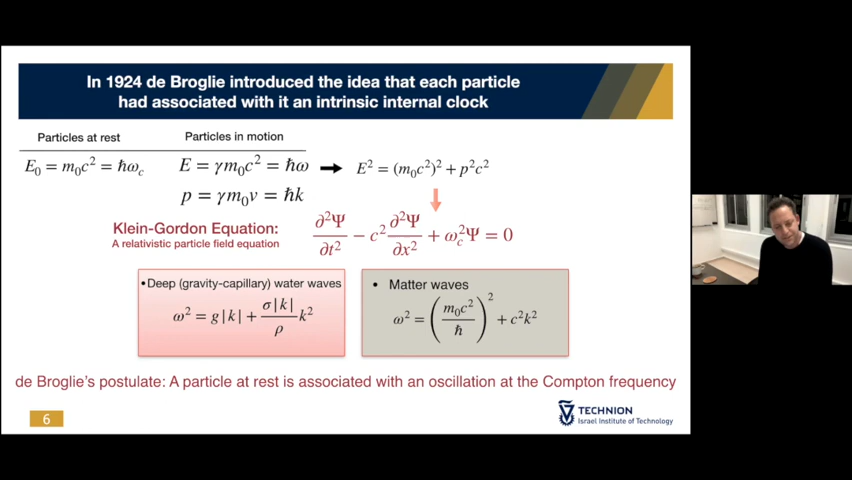 In 1924 de Broglie introduced the idea that each particle
had associated with it an intrinsic internal clock
Particles at rest
Particles in motion
E₀ = m₀c² = ℏω_c
E = γm₀c² = ℏω
E² = (m₀c²)² + p²c²
p = γm₀v = ℏk
Klein-Gordon Equation:
A relativistic particle field equation:
∂²Ψ/∂t² − c² ∂²Ψ/∂x² + ω_c²Ψ = 0
•Deep (gravity-capillary) water waves
ω² = g|k| + σ|k|/ρ k²
• Matter waves
ω² = (m₀c²/ℏ)² + c²k²
de Broglie's postulate: A particle at rest is associated with an oscillation at the Compton frequency
6
TECHNION
Israel Institute of Technology